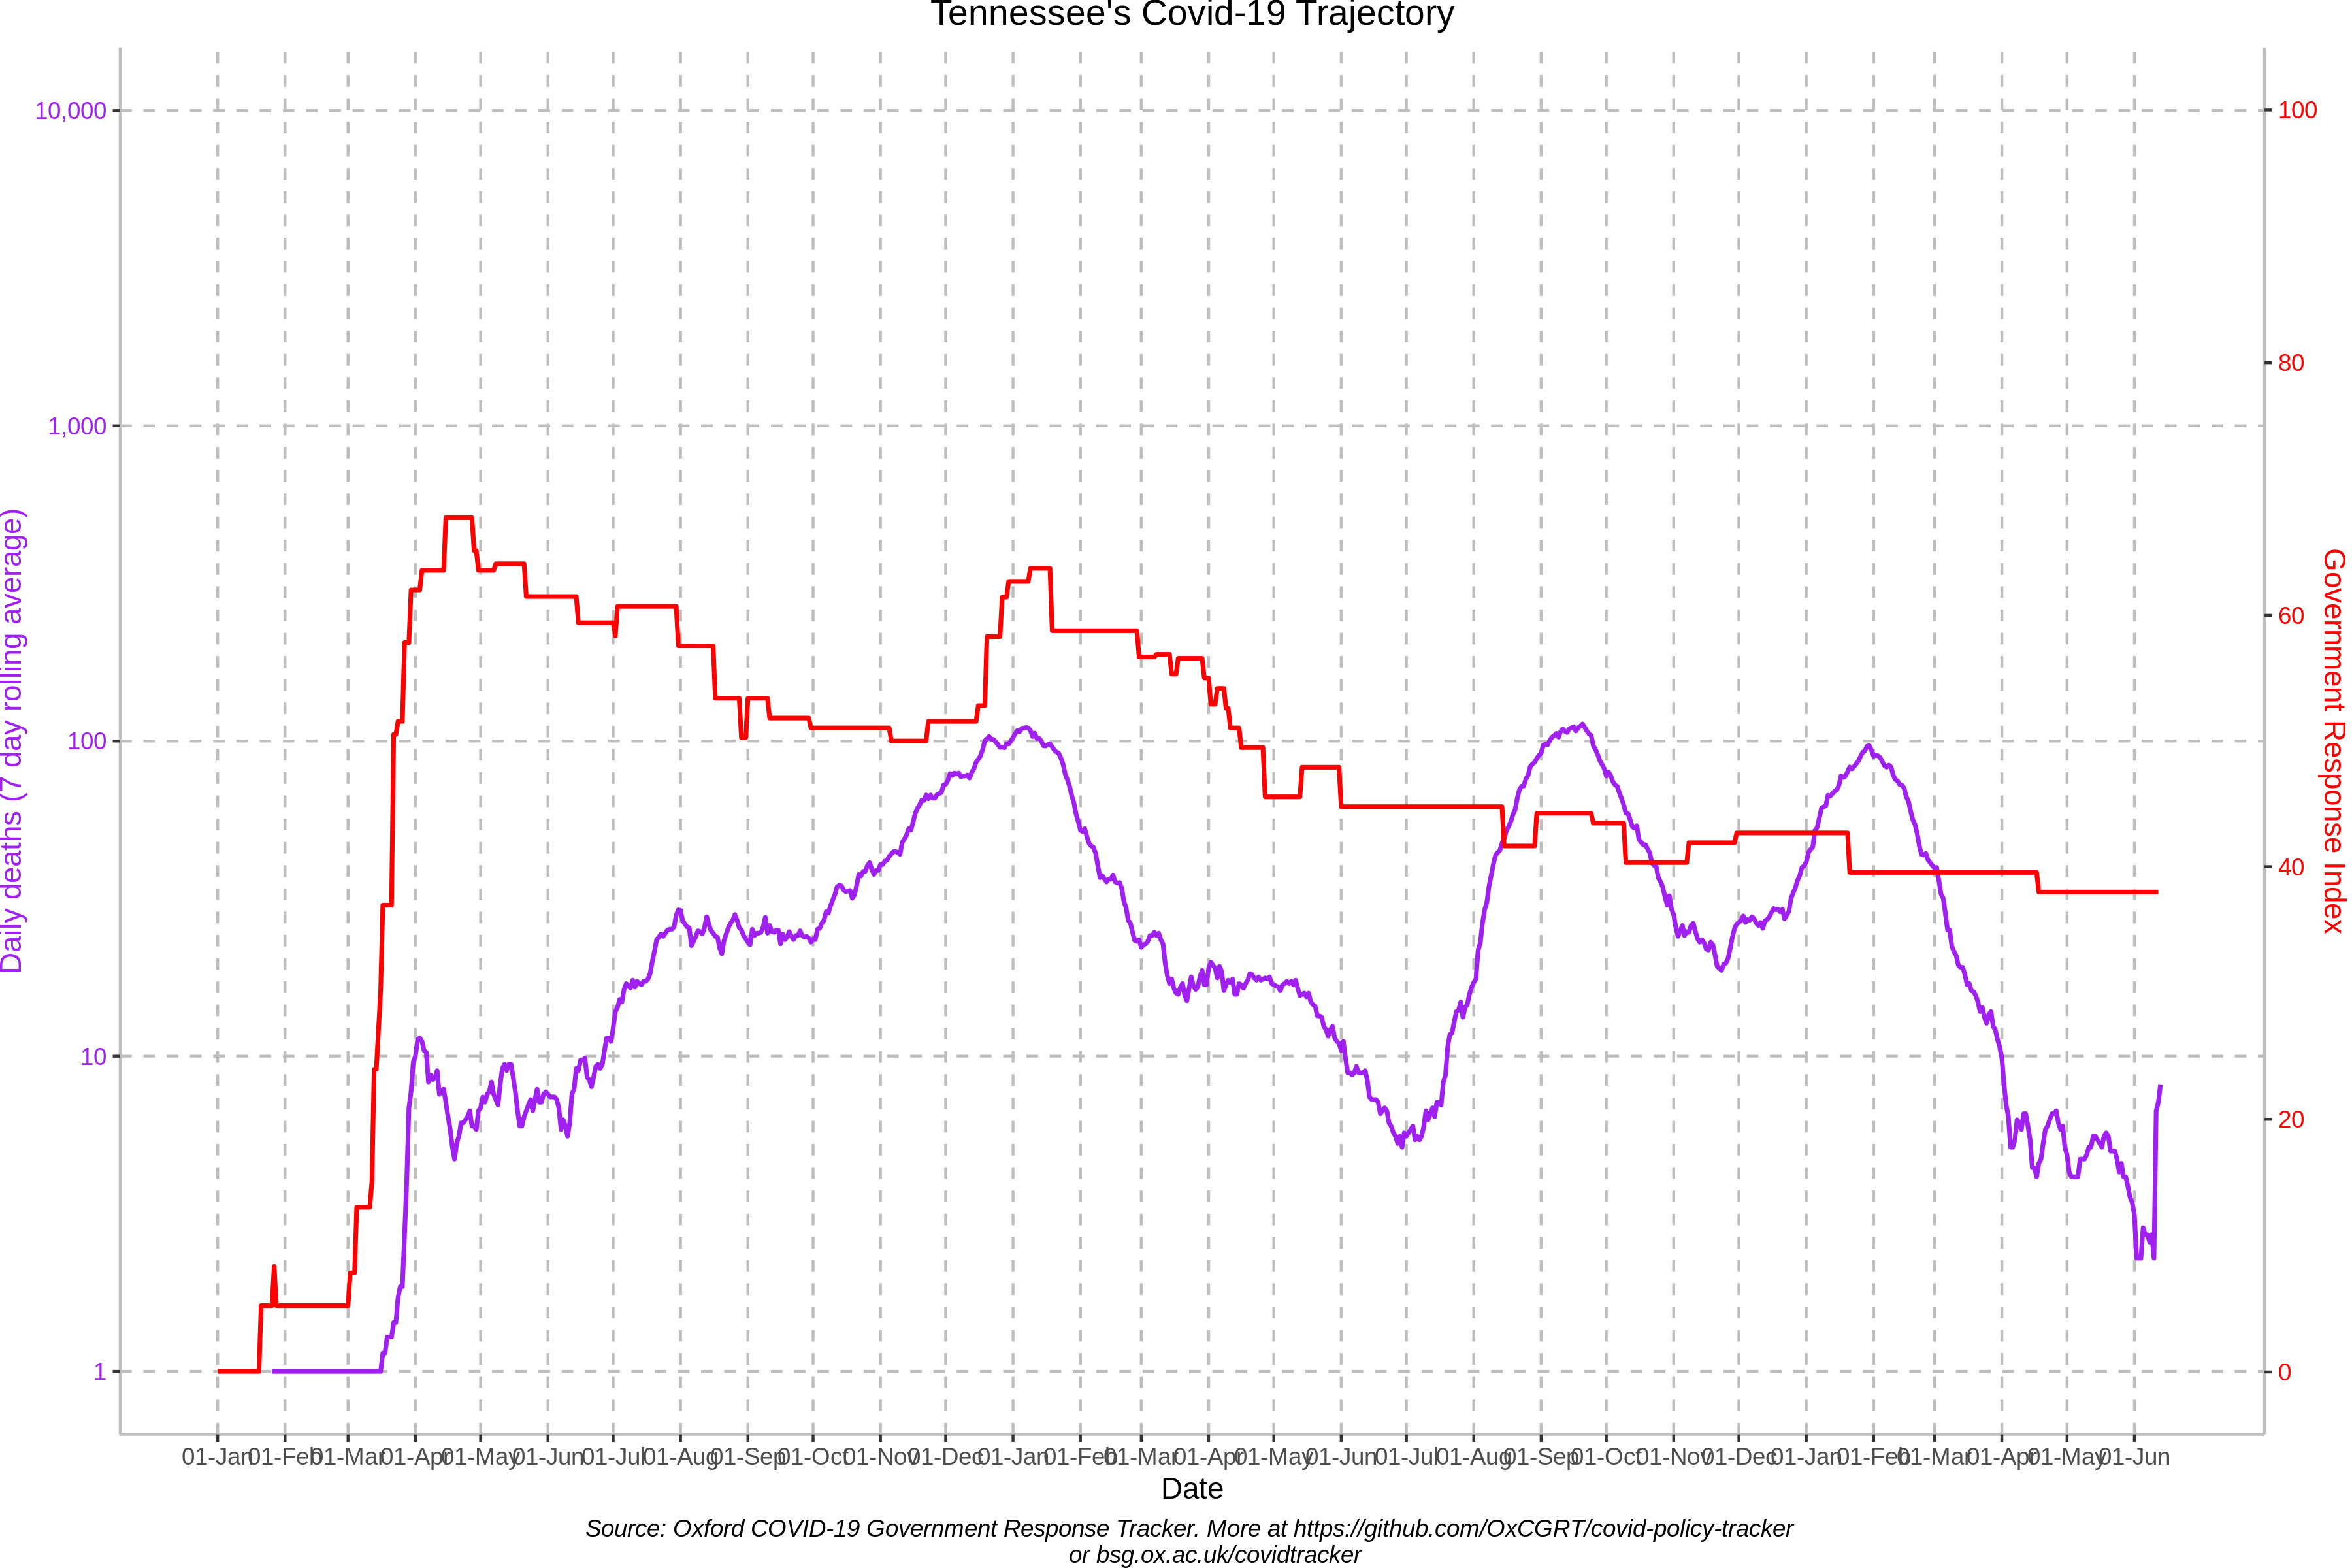 Tennessee's Covid-19 Trajectory
10,000
1,000
100
10
1
Daily deaths (7 day rolling average)
100
80
60
40
20
0
Government Response Index
01-Jan 01-Feb 01-Mar 01-Apr 01-May 01-Jun 01-Jul 01-Aug 01-Sep 01-Oct 01-Nov 01-Dec 01-Jan 01-Feb 01-Mar 01-Apr 01-May 01-Jun 01-Jul 01-Aug 01-Sep 01-Oct 01-Nov 01-Dec 01-Jan 01-Feb 01-Mar 01-Apr 01-May 01-Jun
Date
Source: Oxford COVID-19 Government Response Tracker. More at https://github.com/OxCGRT/covid-policy-tracker
or bsg.ox.ac.uk/covidtracker